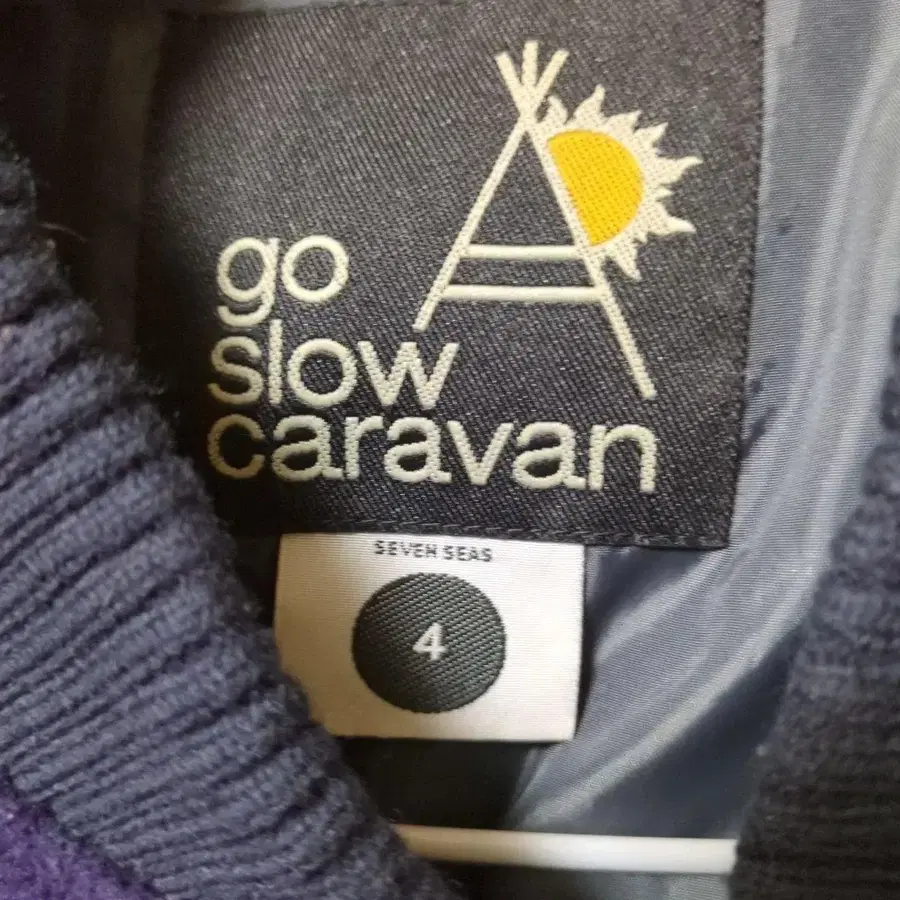 go
slow
caravan
SEVEN SEAS
4